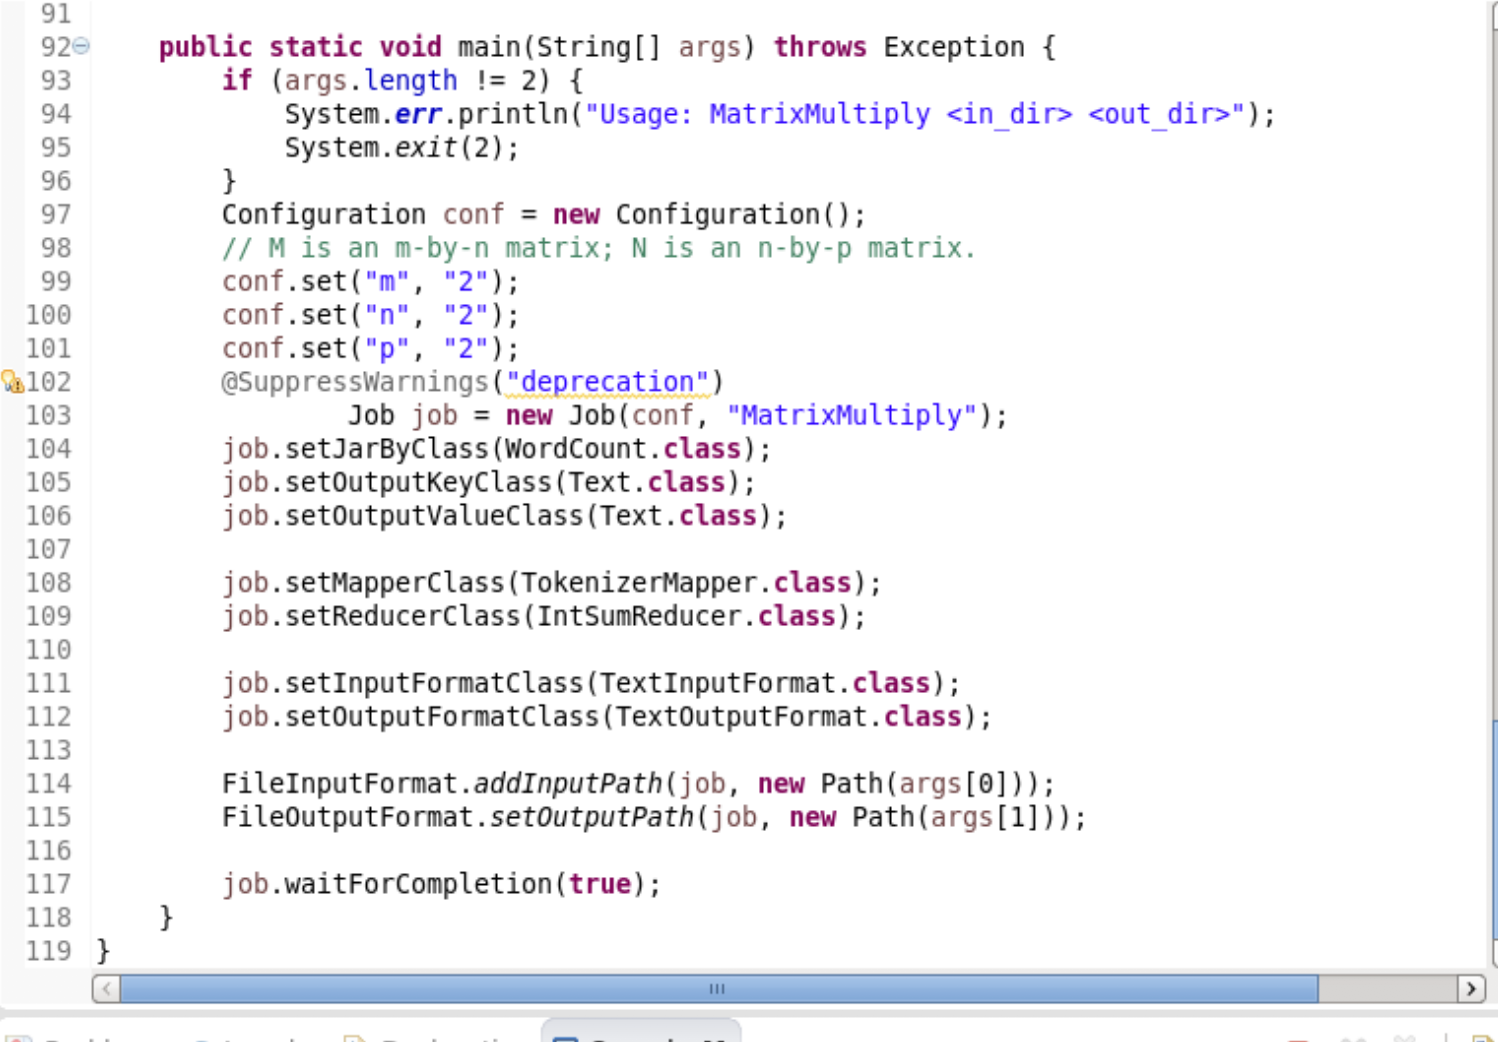 91
92 public static void main(String[] args) throws Exception {
93 if (args.length != 2) {
94 System.err.println("Usage: MatrixMultiply <in_dir> <out_dir>");
95 System.exit(2);
96 }
97 Configuration conf = new Configuration();
98 // M is an m-by-n matrix; N is an n-by-p matrix.
99 conf.set("m", "2");
100 conf.set("n", "2");
101 conf.set("p", "2");
102 @SuppressWarnings("deprecation")
103 Job job = new Job(conf, "MatrixMultiply");
104 job.setJarByClass(WordCount.class);
105 job.setOutputKeyClass(Text.class);
106 job.setOutputValueClass(Text.class);
107
108 job.setMapperClass(TokenizerMapper.class);
109 job.setReducerClass(IntSumReducer.class);
110
111 job.setInputFormatClass(TextInputFormat.class);
112 job.setOutputFormatClass(TextOutputFormat.class);
113
114 FileInputFormat.addInputPath(job, new Path(args[0]));
115 FileOutputFormat.setOutputPath(job, new Path(args[1]));
116
117 job.waitForCompletion(true);
118 }
119 }